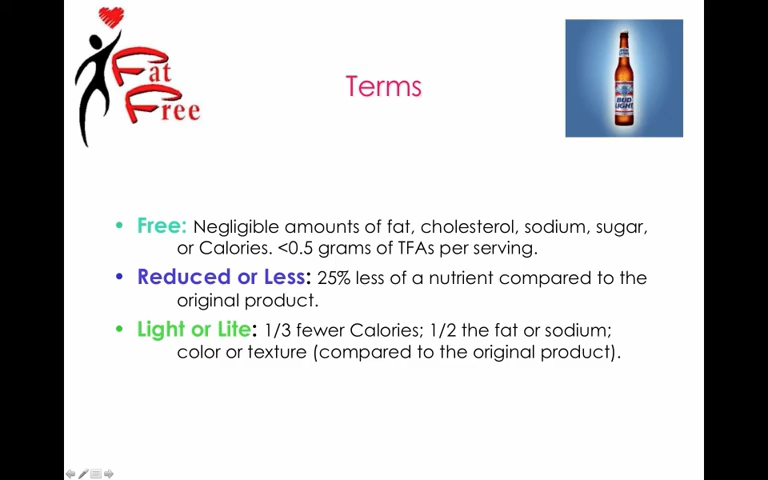 Fat
Free
Terms
BUD
LIGHT
• Free: Negligible amounts of fat, cholesterol, sodium, sugar,
or Calories. <0.5 grams of TFAs per serving.
• Reduced or Less: 25% less of a nutrient compared to the
original product.
• Light or Lite: 1/3 fewer Calories; 1/2 the fat or sodium;
color or texture (compared to the original product).